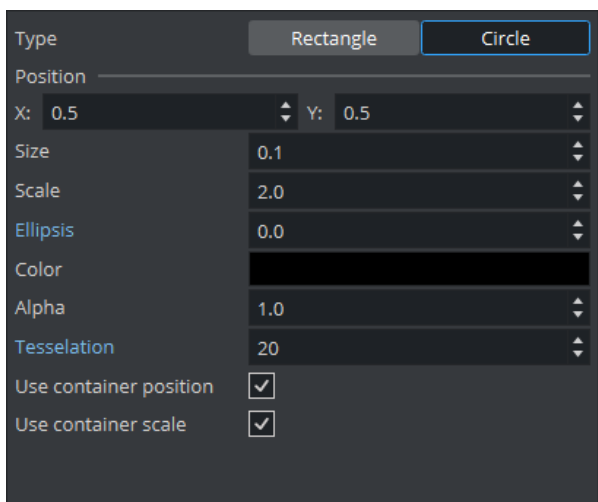 Type Rectangle Circle
Position
X: 0.5 Y: 0.5
Size 0.1
Scale 2.0
Ellipsis 0.0
Color
Alpha 1.0
Tesselation 20
Use container position
Use container scale